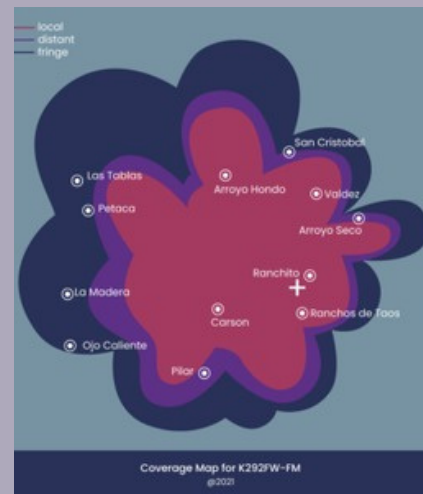 local
distant
fringe
San Cristobal
Las Tablas
Arroyo Hondo
Valdez
Petaca
Arroyo Seco
Ranchito
La Madera
Carson
Ranchos de Taos
Ojo Caliente
Pilar
Coverage Map for K292FW-FM
@2021